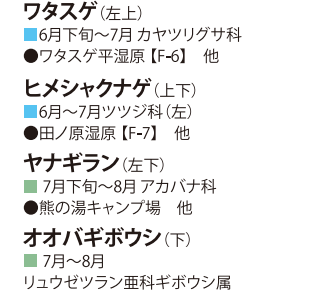 ワタスゲ(左上)
■6月下旬〜7月 カヤツリグサ科
●ワタスゲ平湿原【F-6】 他
ヒメシャクナゲ(上下)
■6月〜7月ツツジ科(左)
●田ノ原湿原【F-7】 他
ヤナギラン(左下)
■ 7月下旬〜8月 アカバナ科
●熊の湯キャンプ場 他
オオバギボウシ(下)
■ 7月〜8月
リュウゼツラン亜科ギボウシ属